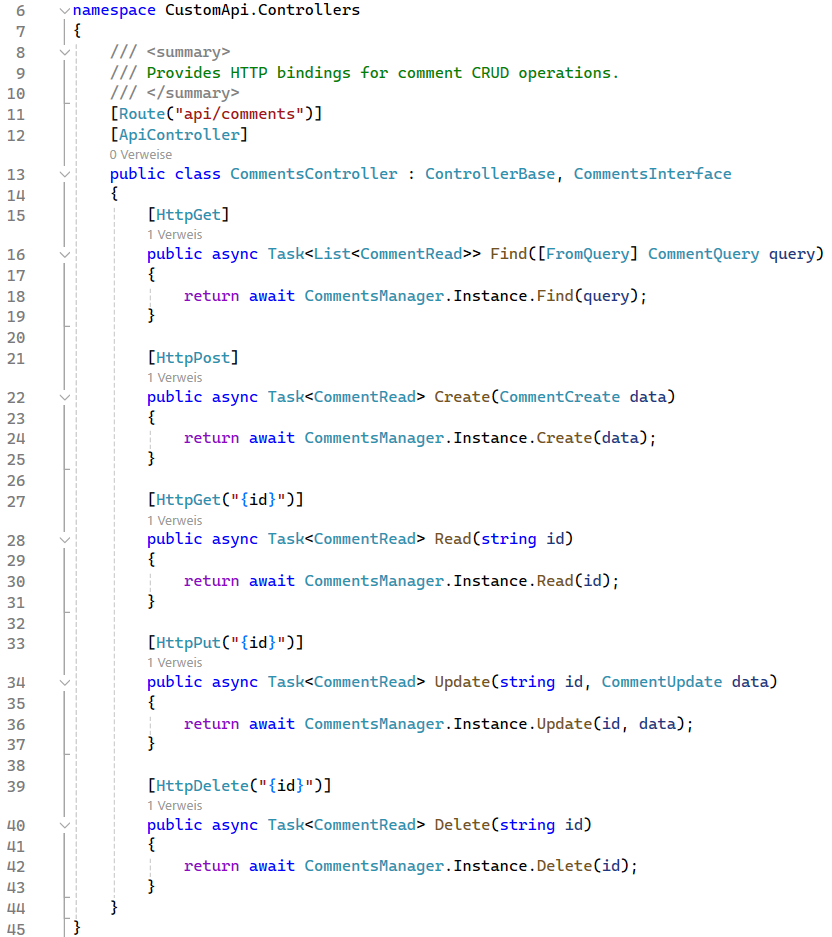 6 namespace CustomApi.Controllers
7 {
8 /// <summary>
9 /// Provides HTTP bindings for comment CRUD operations.
10 /// </summary>
11 [Route("api/comments")]
12 [ApiController]
0 Verweise
13 public class CommentsController : ControllerBase, CommentsInterface
14 {
15 [HttpGet]
1 Verweis
16 public async Task<List<CommentRead>> Find([FromQuery] CommentQuery query)
17 {
18 return await CommentsManager.Instance.Find(query);
19 }
20
21 [HttpPost]
1 Verweis
22 public async Task<CommentRead> Create(CommentCreate data)
23 {
24 return await CommentsManager.Instance.Create(data);
25 }
26
27 [HttpGet("{id}")]
1 Verweis
28 public async Task<CommentRead> Read(string id)
29 {
30 return await CommentsManager.Instance.Read(id);
31 }
32
33 [HttpPut("{id}")]
1 Verweis
34 public async Task<CommentRead> Update(string id, CommentUpdate data)
35 {
36 return await CommentsManager.Instance.Update(id, data);
37 }
38
39 [HttpDelete("{id}")]
1 Verweis
40 public async Task<CommentRead> Delete(string id)
41 {
42 return await CommentsManager.Instance.Delete(id);
43 }
44 }
45 }